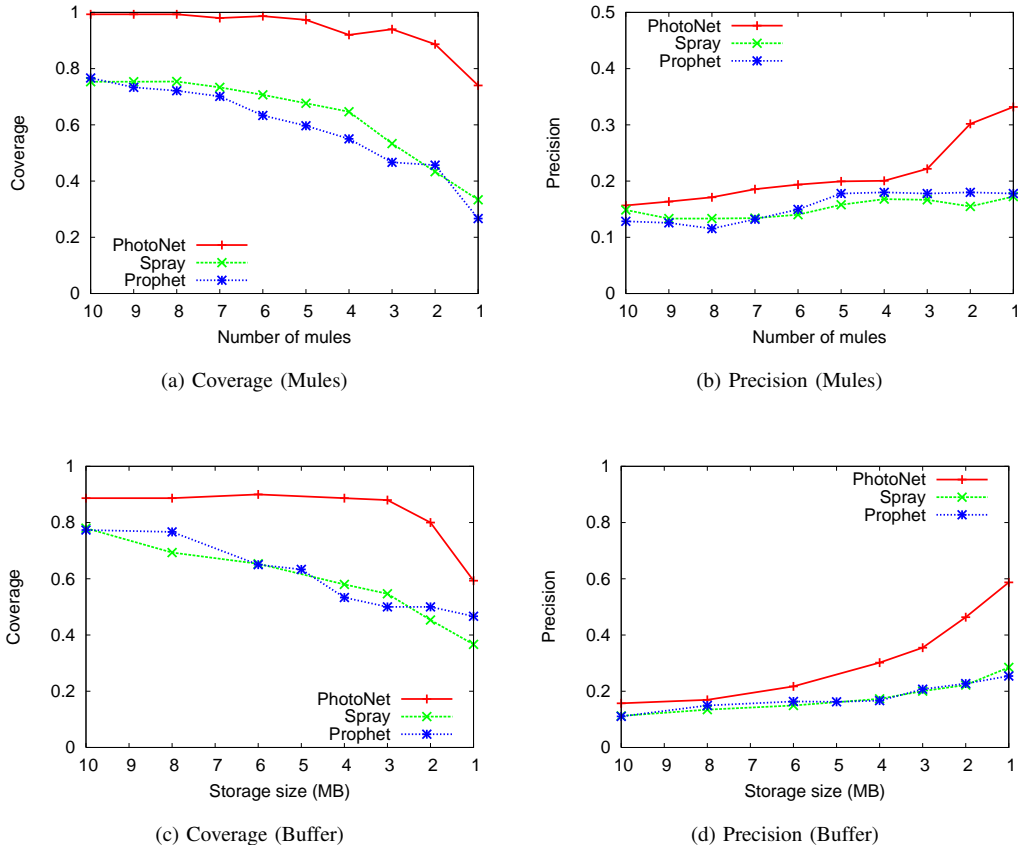 1
0.8
0.6
0.4
0.2
0
Coverage
PhotoNet
Spray
Prophet
10 9 8 7 6 5 4 3 2 1
Number of mules
(a) Coverage (Mules)
0.5
0.4
0.3
0.2
0.1
0
Precision
PhotoNet
Spray
Prophet
10 9 8 7 6 5 4 3 2 1
Number of mules
(b) Precision (Mules)
1
0.8
0.6
0.4
0.2
0
Coverage
PhotoNet
Spray
Prophet
10 9 8 7 6 5 4 3 2 1
Storage size (MB)
(c) Coverage (Buffer)
1
0.8
0.6
0.4
0.2
0
Precision
PhotoNet
Spray
Prophet
10 9 8 7 6 5 4 3 2 1
Storage size (MB)
(d) Precision (Buffer)